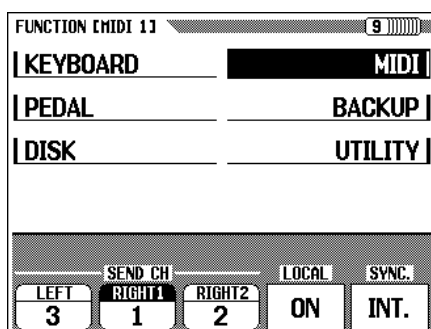 FUNCTION [MIDI 1] 9
KEYBOARD MIDI
PEDAL BACKUP
DISK UTILITY
SEND CH LOCAL SYNC.
LEFT RIGHT1 RIGHT2 ON INT.
3 1 2